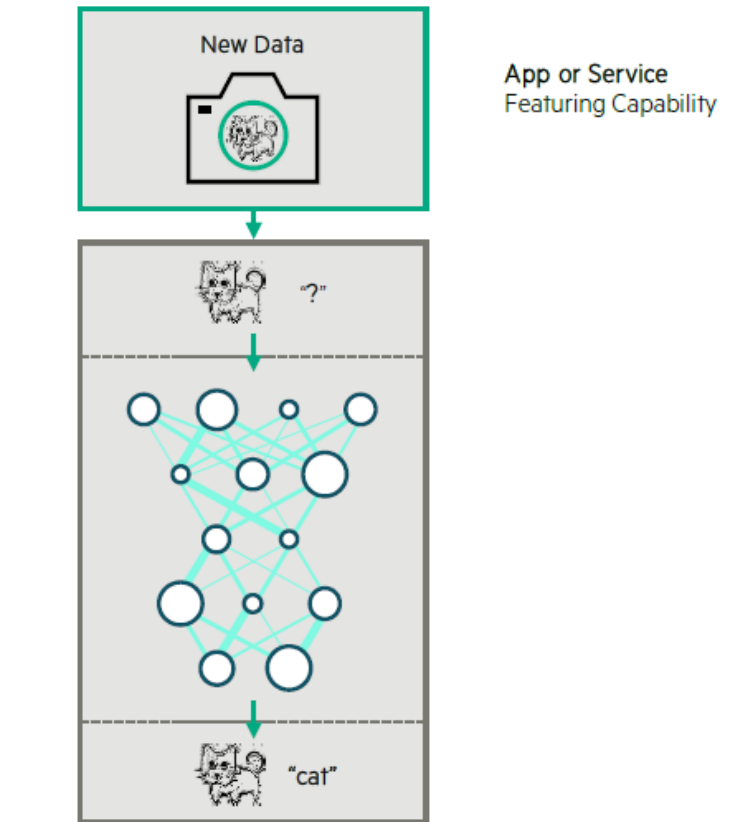 New Data
App or Service
Featuring Capability
“?”
“cat”